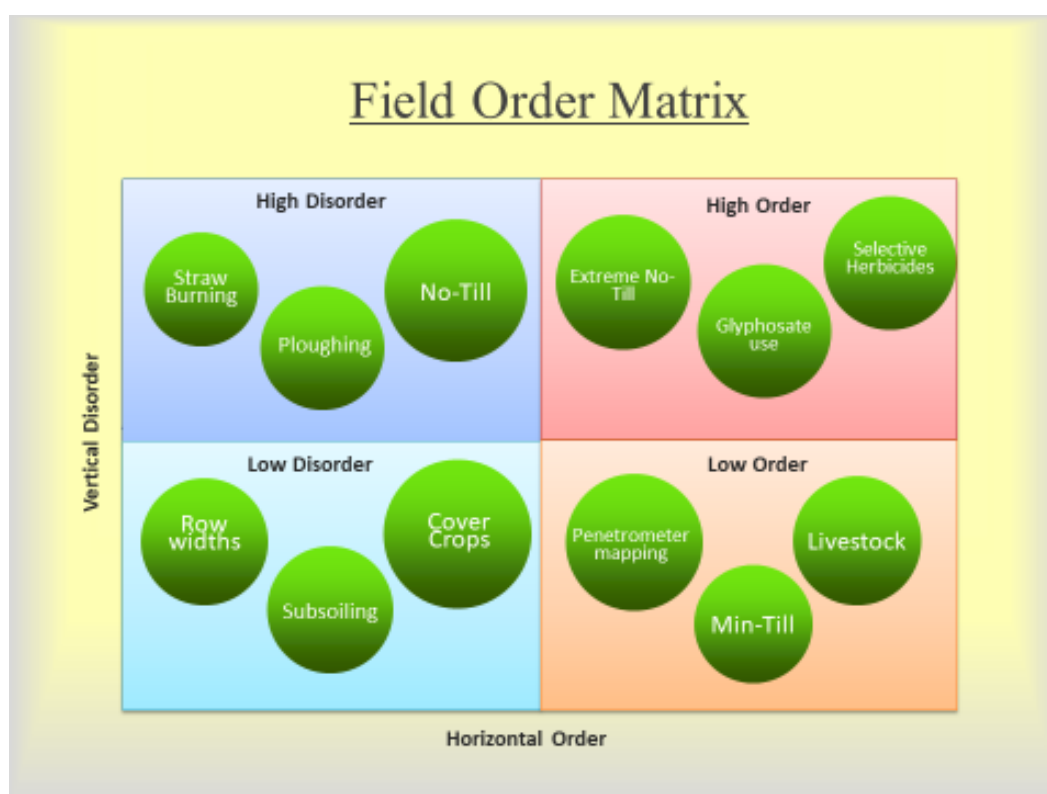 Field Order Matrix
High Disorder
Straw
Burning
Ploughing
No-Till
High Order
Extreme No-
Till
Glyphosate
use
Selective
Herbicides
Vertical Disorder
Low Disorder
Row
widths
Subsoiling
Cover
Crops
Low Order
Penetrometer
mapping
Min-Till
Livestock
Horizontal Order